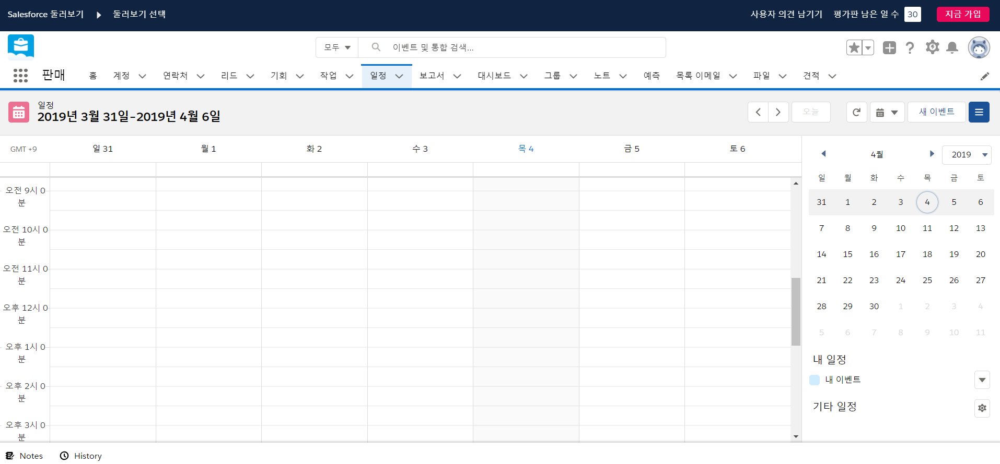 Salesforce 둘러보기 둘러보기 선택 사용자 의견 남기기 평가판 남은 일 수 30 지금 가입
모두 이벤트 및 통합 검색...
판매 홈 계정 연락처 리드 기회 작업 일정 보고서 대시보드 그룹 노트 예측 목록 이메일 파일 견적
일정
2019년 3월 31일–2019년 4월 6일
오늘 새 이벤트
GMT +9 일 31 월 1 화 2 수 3 목 4 금 5 토 6
오전 9시 0
분
오전 10시 0
분
오전 11시 0
분
오후 12시 0
분
오후 1시 0
분
오후 2시 0
분
오후 3시 0
분
4월 2019
일 월 화 수 목 금 토
31 1 2 3 4 5 6
7 8 9 10 11 12 13
14 15 16 17 18 19 20
21 22 23 24 25 26 27
28 29 30 1 2 3 4
5 6 7 8 9 10 11
내 일정
내 이벤트
기타 일정
Notes History